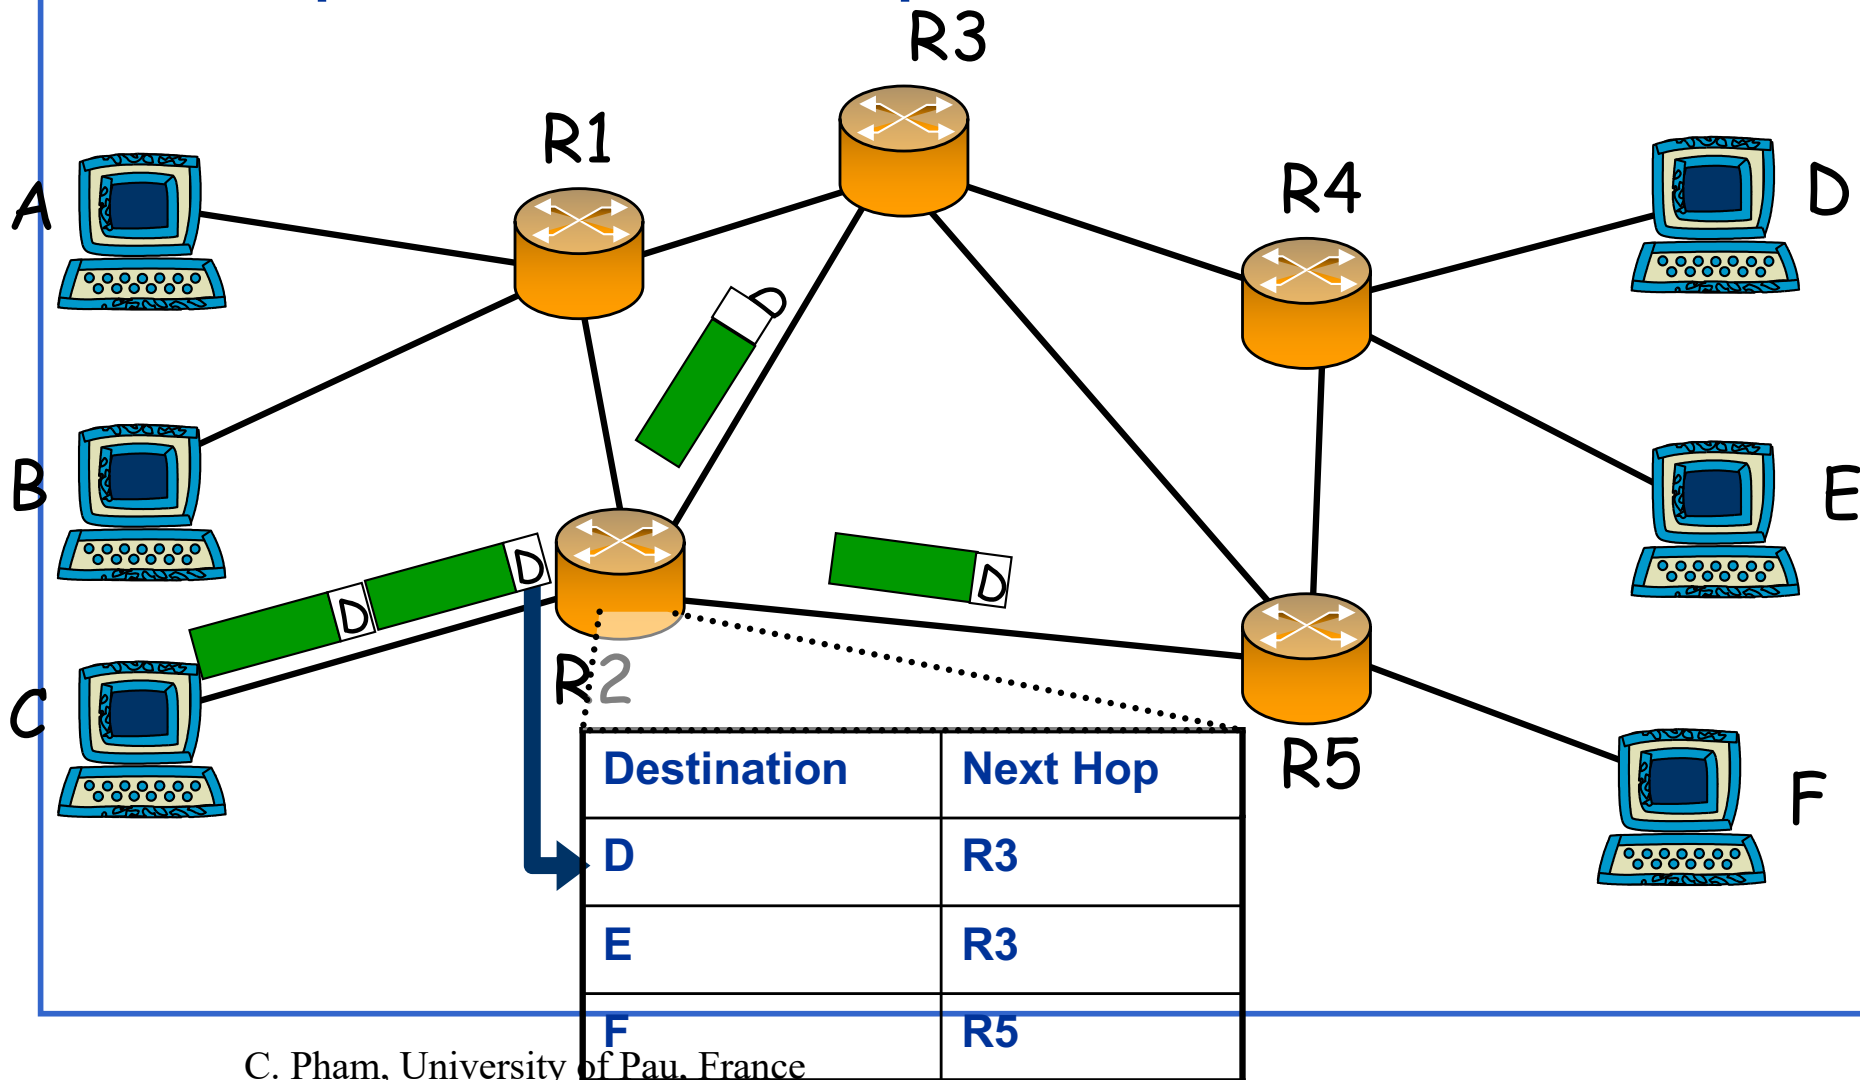 R3
R1
R4
A
D
B
E
D
D
D
D
R2
C
R5
F
Destination Next Hop
D R3
E R3
F R5
C. Pham, University of Pau, France